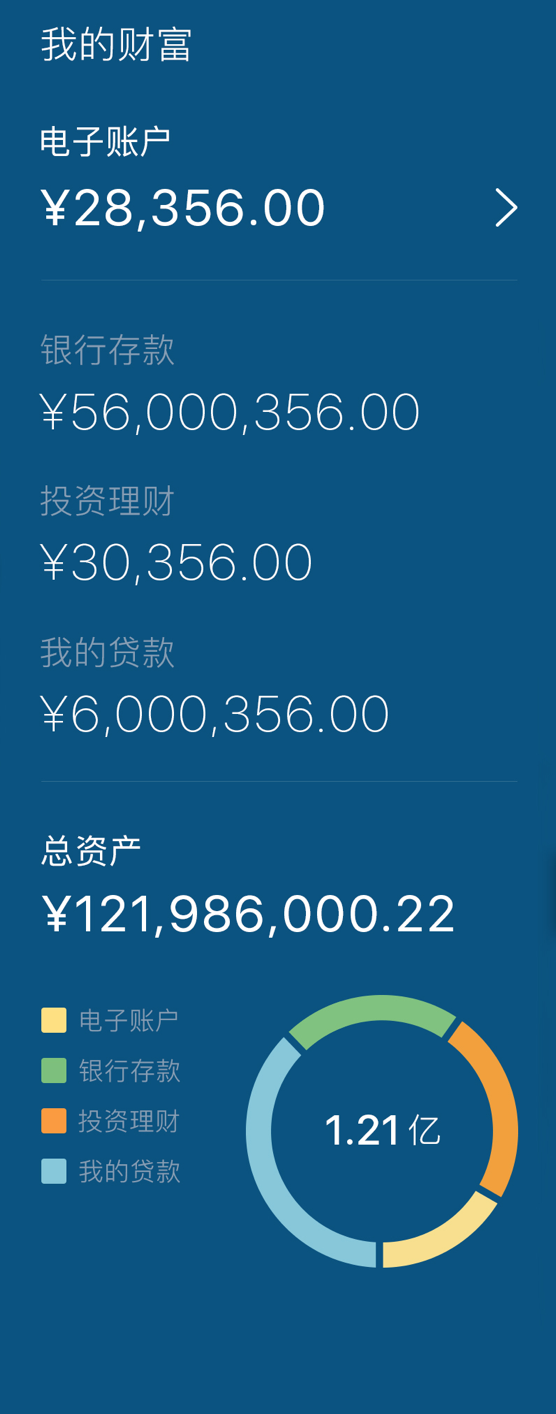 我的财富
电子账户
¥28,356.00
银行存款
¥56,000,356.00
投资理财
¥30,356.00
我的贷款
¥6,000,356.00
总资产
¥121,986,000.22
电子账户
银行存款
投资理财
我的贷款
1.21 亿